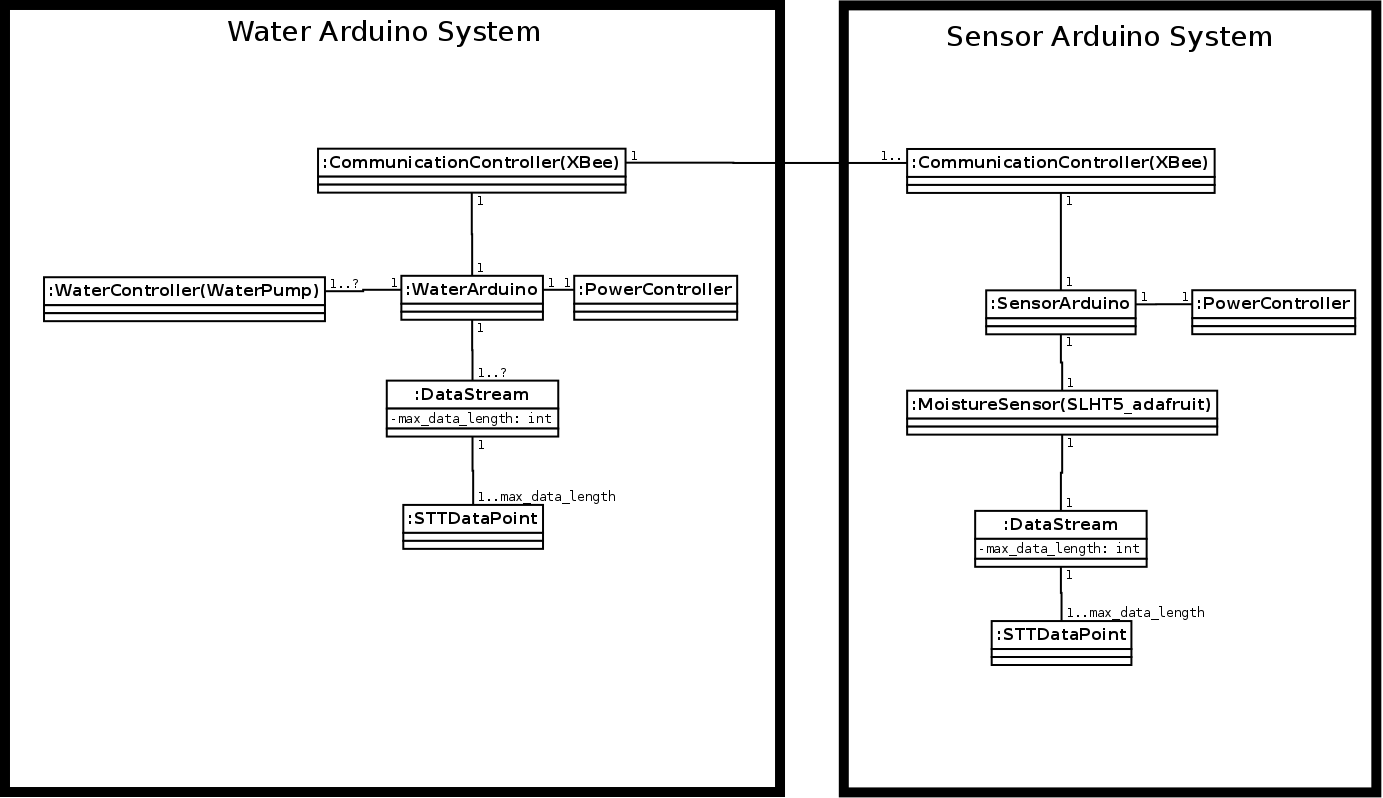 Water Arduino System
:CommunicationController(XBee)
1
1
1
:WaterController(WaterPump)
1..?
1
:WaterArduino
1
1
:PowerController
1
1..?
:DataStream
-max_data_length: int
1
1..max_data_length
:STTDataPoint
Sensor Arduino System
1..
:CommunicationController(XBee)
1
1
:SensorArduino
1
1
:PowerController
1
1
:MoistureSensor(SLHT5_adafruit)
1
1
:DataStream
-max_data_length: int
1
1..max_data_length
:STTDataPoint